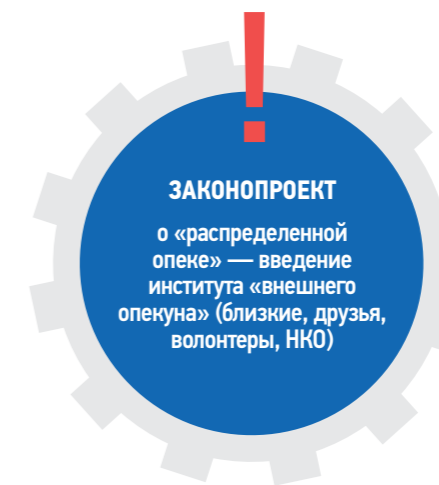 !
ЗАКОНОПРОЕКТ
о «распределенной
опеке» — введение
института «внешнего
опекуна» (близкие, друзья,
волонтеры, НКО)